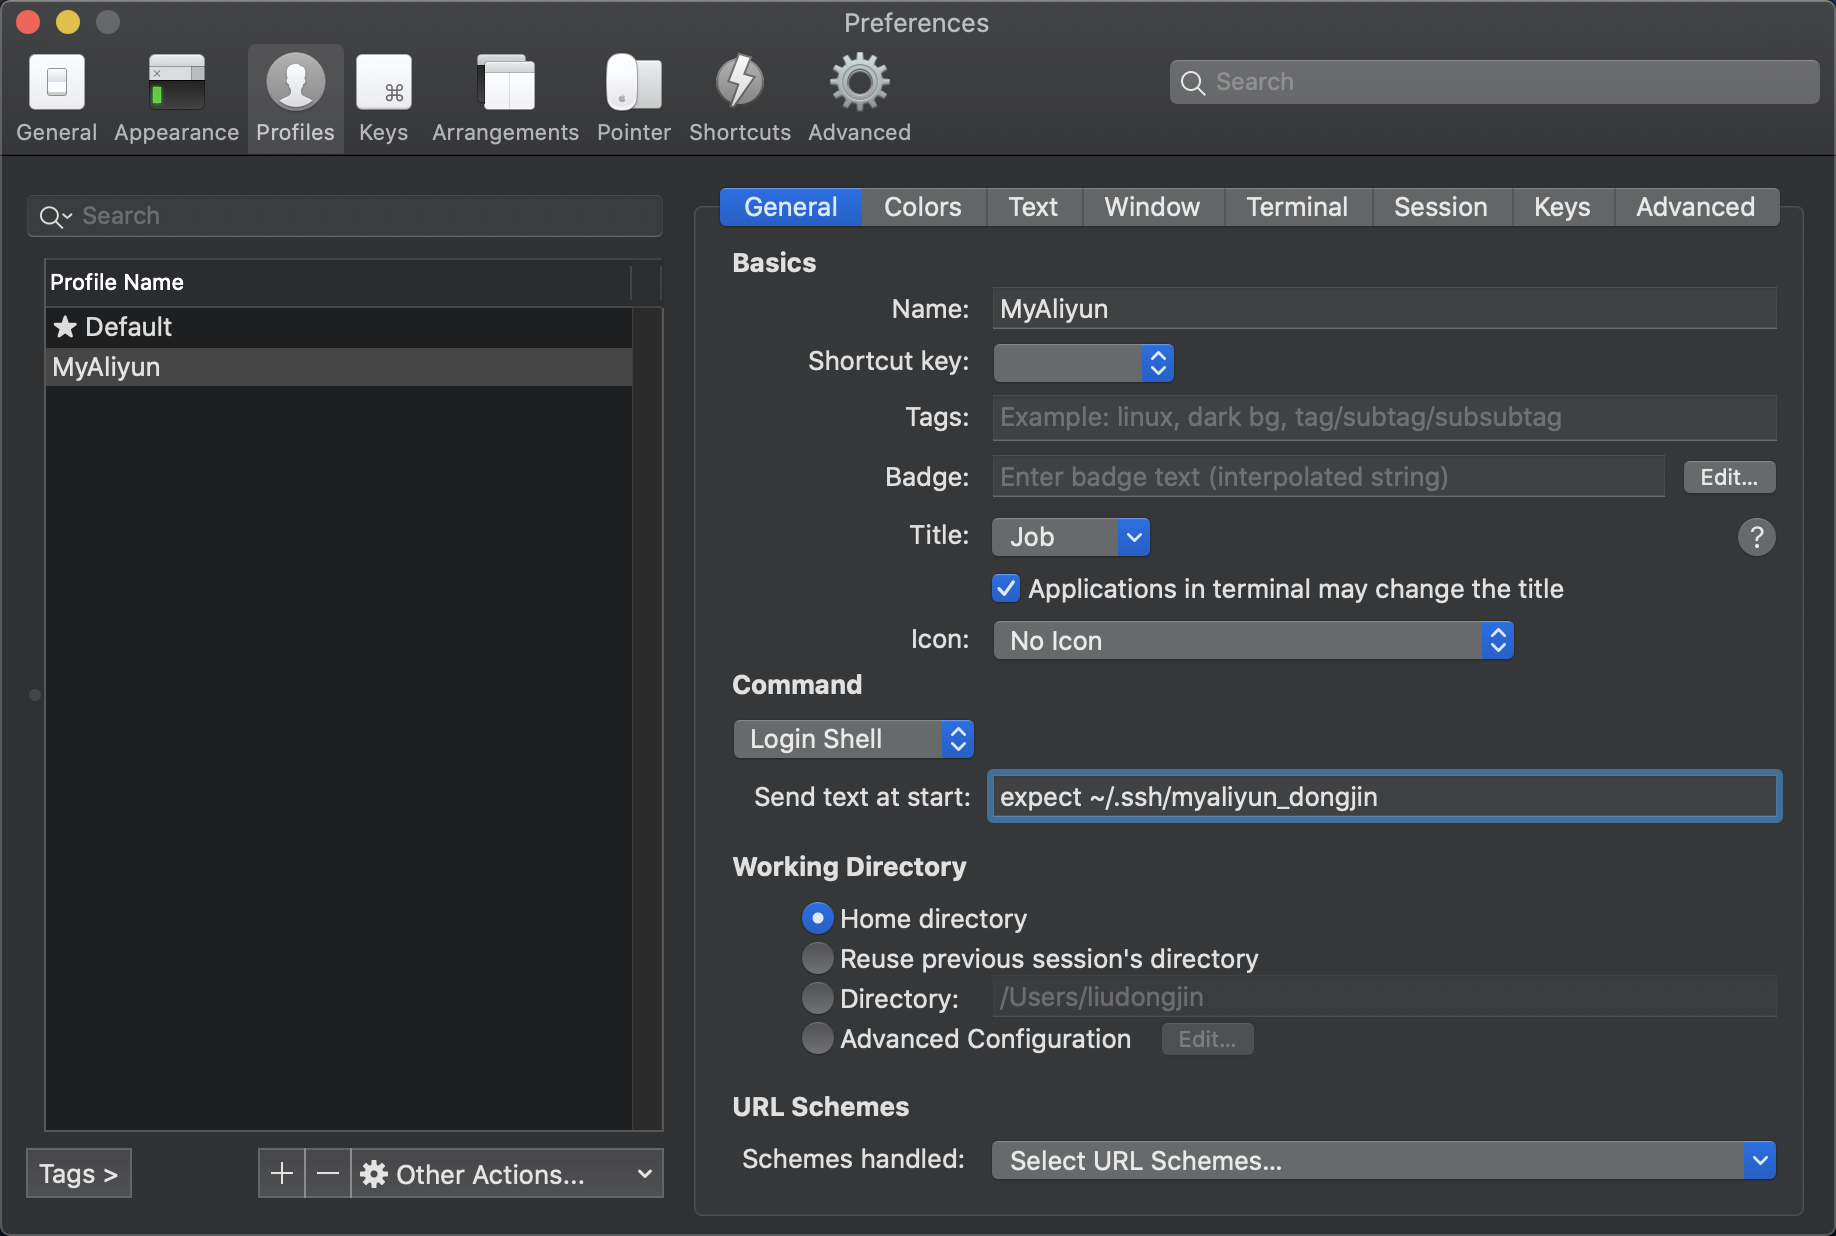 Preferences
General Appearance Profiles Keys Arrangements Pointer Shortcuts Advanced
Search
Search
Profile Name
★ Default
MyAliyun
Tags >
Other Actions...
General Colors Text Window Terminal Session Keys Advanced
Basics
Name: MyAliyun
Shortcut key:
Tags: Example: linux, dark bg, tag/subtag/subsubtag
Badge: Enter badge text (interpolated string) Edit...
Title: Job ?
Applications in terminal may change the title
Icon: No Icon
Command
Login Shell
Send text at start: expect ~/.ssh/myaliyun_dongjin
Working Directory
Home directory
Reuse previous session's directory
Directory: /Users/liudongjin
Advanced Configuration Edit...
URL Schemes
Schemes handled: Select URL Schemes...